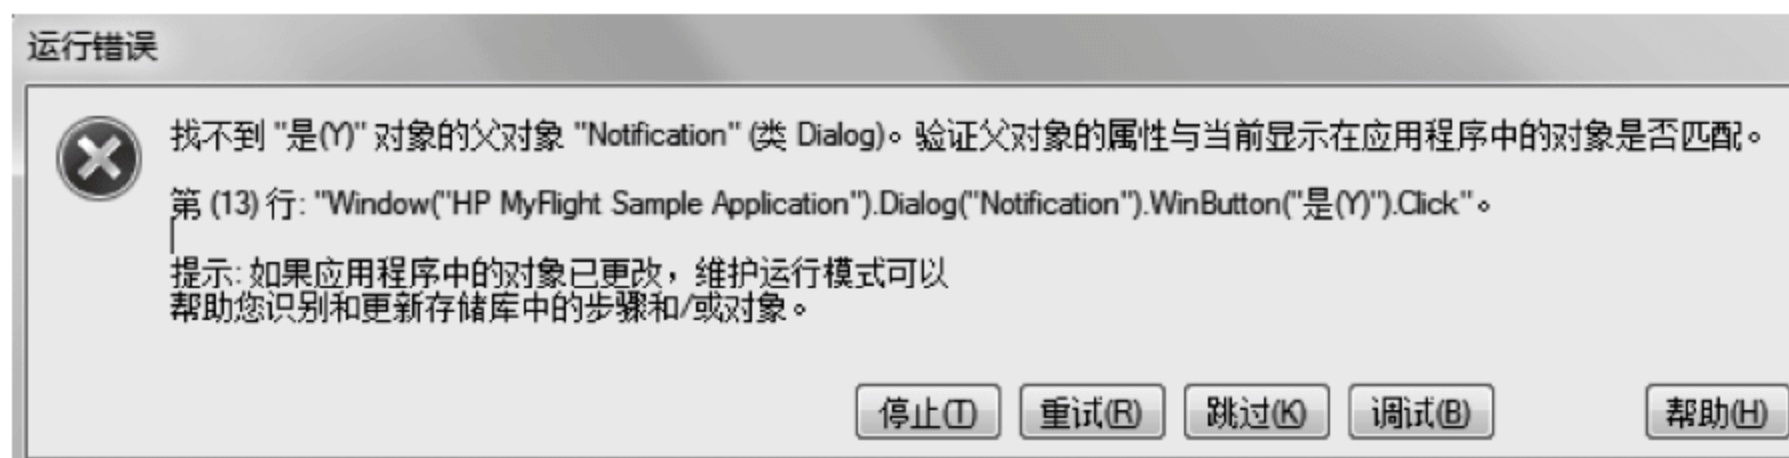 运行错误
找不到 "是(Y)" 对象的父对象 "Notification" (类 Dialog)。验证父对象的属性与当前显示在应用程序中的对象是否匹配。
第 (13) 行: "Window("HP MyFlight Sample Application").Dialog("Notification").WinButton("是(Y)").Click"。
提示: 如果应用程序中的对象已更改，维护运行模式可以
帮助您识别和更新存储库中的步骤和/或对象。
停止(T) 重试(R) 跳过(K) 调试(B) 帮助(H)